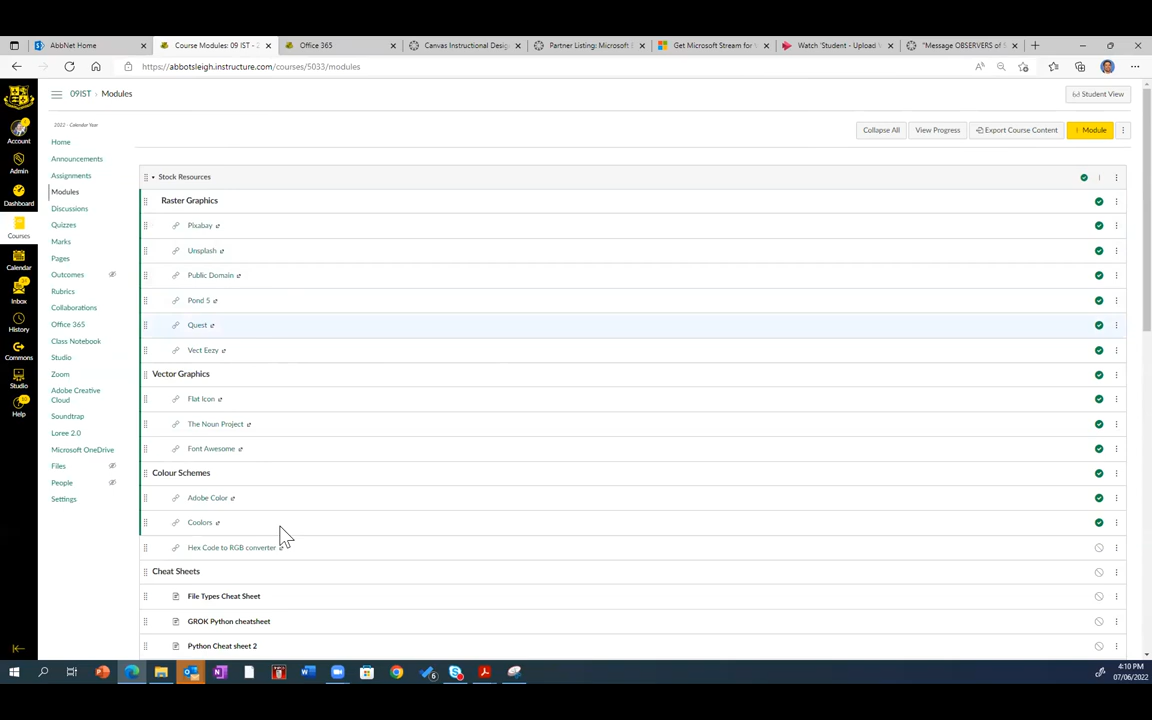 AbbNet Home
Course Modules: 09 IST - 2
Office 365
Canvas Instructional Desig
Partner Listing: Microsoft
Get Microsoft Stream for
Watch 'Student - Upload
"Message OBSERVERS of S
https://abbotsleigh.instructure.com/courses/5033/modules
09IST › Modules
Student View
2022 - Calendar Year
Collapse All
View Progress
Export Course Content
Module
Account
Admin
Dashboard
Courses
Calendar
Inbox
History
Commons
Studio
Help
Home
Announcements
Assignments
Modules
Discussions
Quizzes
Marks
Pages
Outcomes
Rubrics
Collaborations
Office 365
Class Notebook
Studio
Zoom
Adobe Creative
Cloud
Soundtrap
Loree 2.0
Microsoft OneDrive
Files
People
Settings
Stock Resources
Raster Graphics
Pixabay
Unsplash
Public Domain
Pond 5
Quest
Vect Eezy
Vector Graphics
Flat Icon
The Noun Project
Font Awesome
Colour Schemes
Adobe Color
Coolors
Hex Code to RGB converter
Cheat Sheets
File Types Cheat Sheet
GROK Python cheatsheet
Python Cheat sheet 2
4:10 PM
07/06/2022